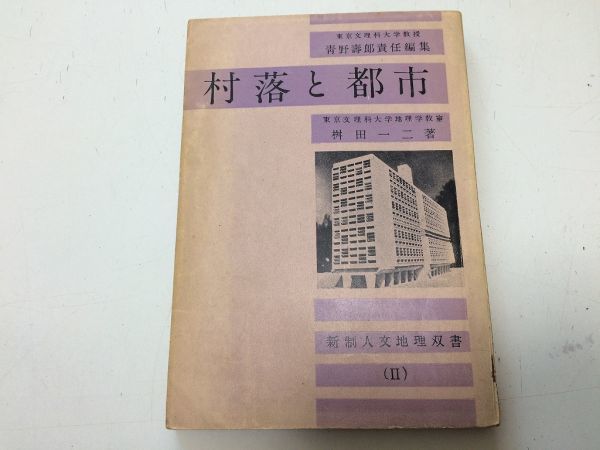 東京文理科大学教授
青野壽郎責任編集
村落と都市
東京文理科大学地理学教室
桝田一二著
新制人文地理双書
(II)